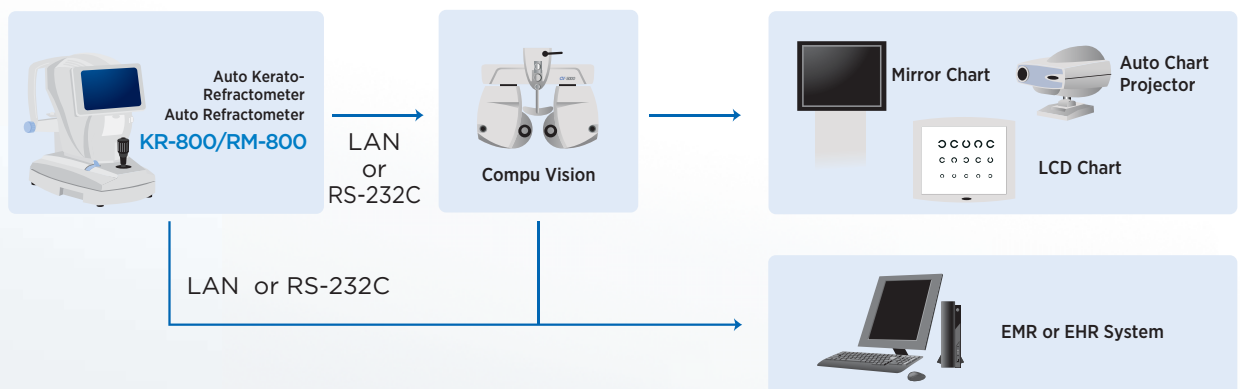 Auto Kerato-
Refractometer
Auto Refractometer
KR-800/RM-800
LAN
or
RS-232C
Compu Vision
Mirror Chart
Auto Chart
Projector
LCD Chart
LAN or RS-232C
EMR or EHR System